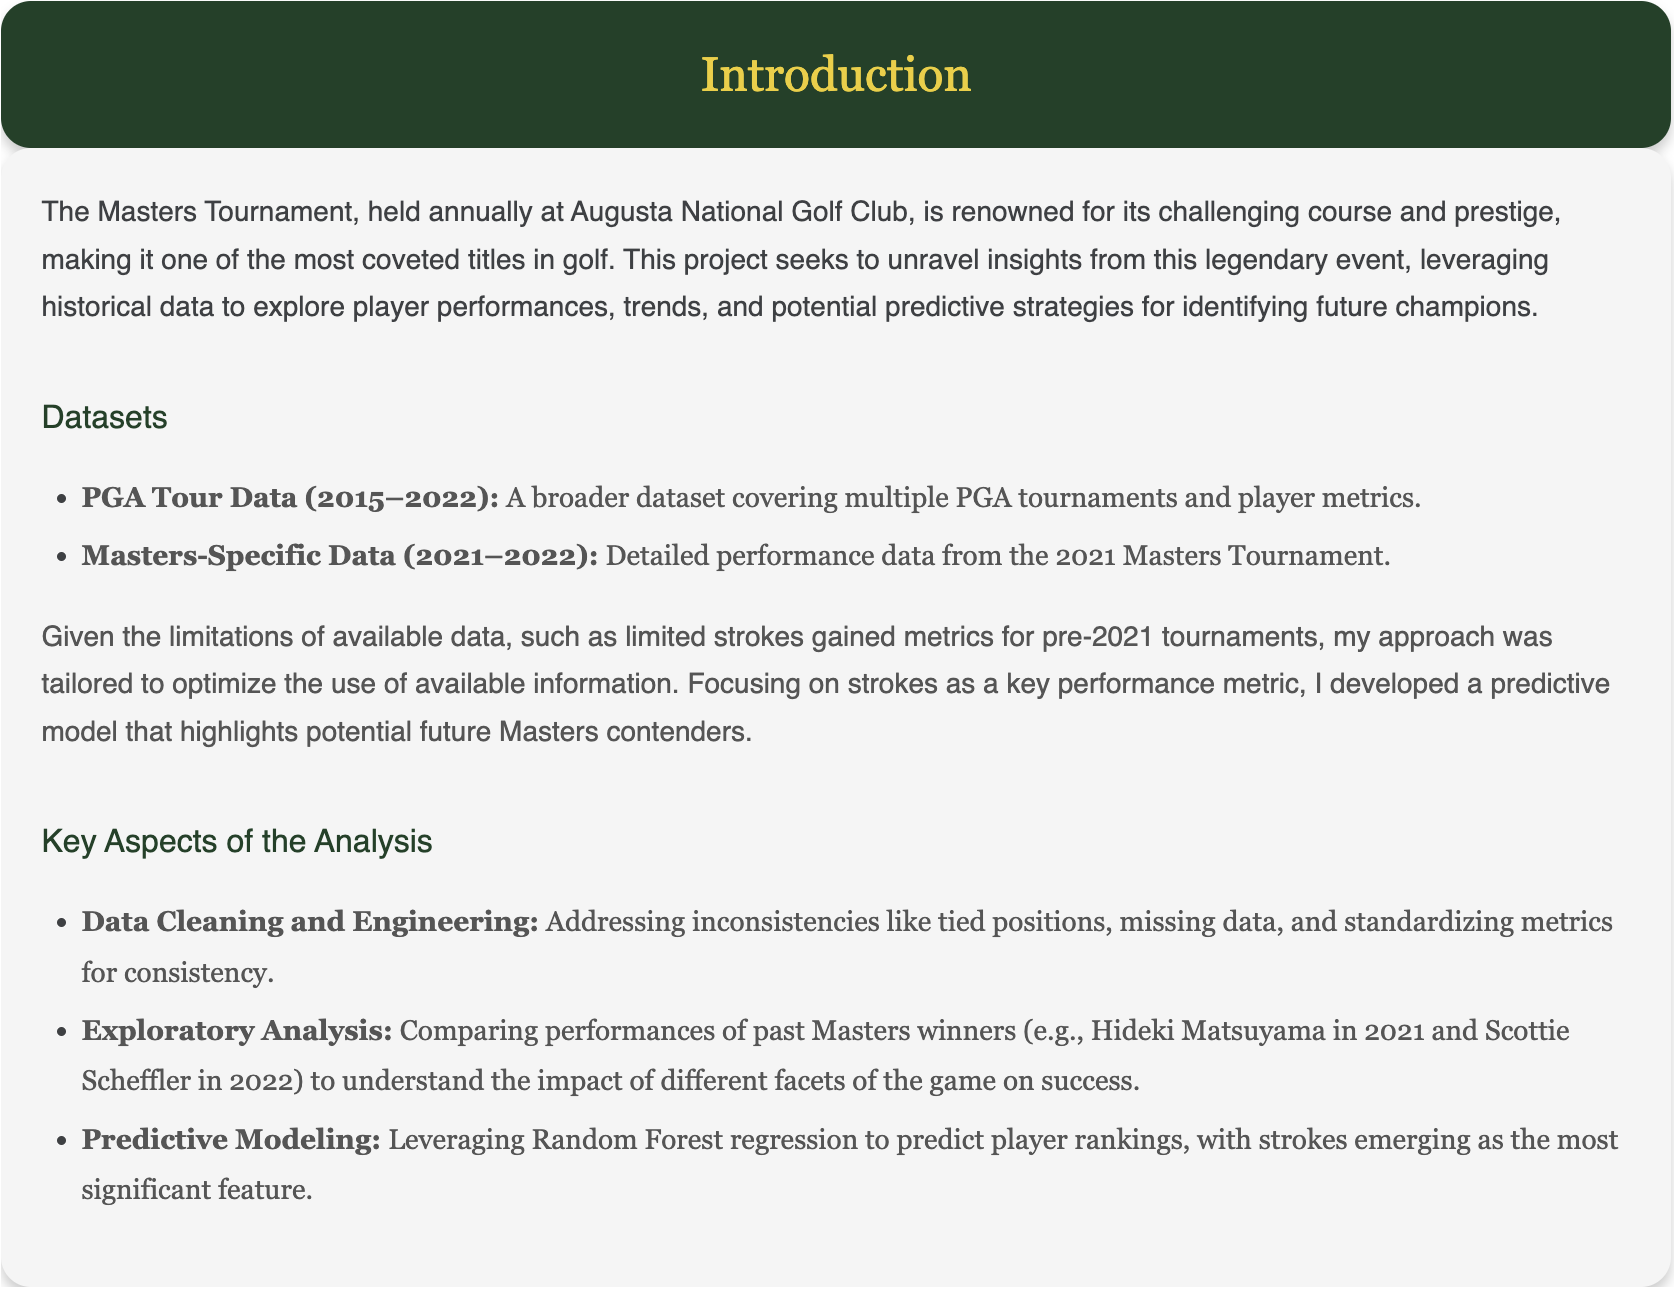 Introduction
The Masters Tournament, held annually at Augusta National Golf Club, is renowned for its challenging course and prestige,
making it one of the most coveted titles in golf. This project seeks to unravel insights from this legendary event, leveraging
historical data to explore player performances, trends, and potential predictive strategies for identifying future champions.
Datasets
• PGA Tour Data (2015–2022): A broader dataset covering multiple PGA tournaments and player metrics.
• Masters-Specific Data (2021–2022): Detailed performance data from the 2021 Masters Tournament.
Given the limitations of available data, such as limited strokes gained metrics for pre-2021 tournaments, my approach was
tailored to optimize the use of available information. Focusing on strokes as a key performance metric, I developed a predictive
model that highlights potential future Masters contenders.
Key Aspects of the Analysis
• Data Cleaning and Engineering: Addressing inconsistencies like tied positions, missing data, and standardizing metrics
for consistency.
• Exploratory Analysis: Comparing performances of past Masters winners (e.g., Hideki Matsuyama in 2021 and Scottie
Scheffler in 2022) to understand the impact of different facets of the game on success.
• Predictive Modeling: Leveraging Random Forest regression to predict player rankings, with strokes emerging as the most
significant feature.